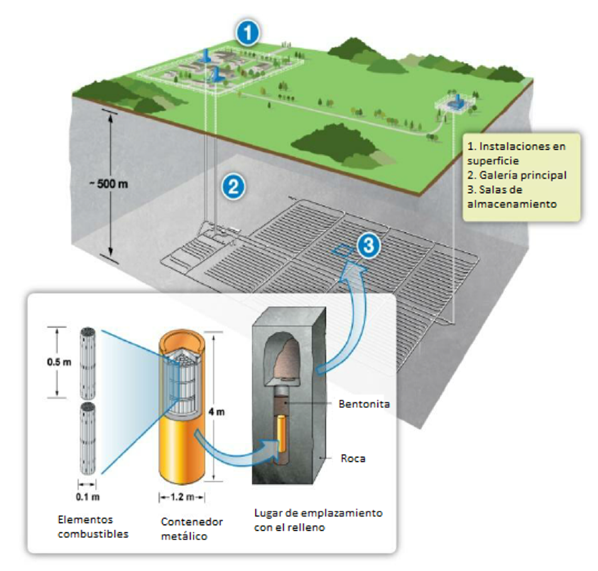 1
1. Instalaciones en
superficie
2. Galería principal
3. Salas de
almacenamiento
~ 500 m
2
3
0.5 m
4 m
Bentonita
Roca
0.1 m
~1.2 m
Elementos
combustibles
Contenedor
metálico
Lugar de emplazamiento
con el relleno